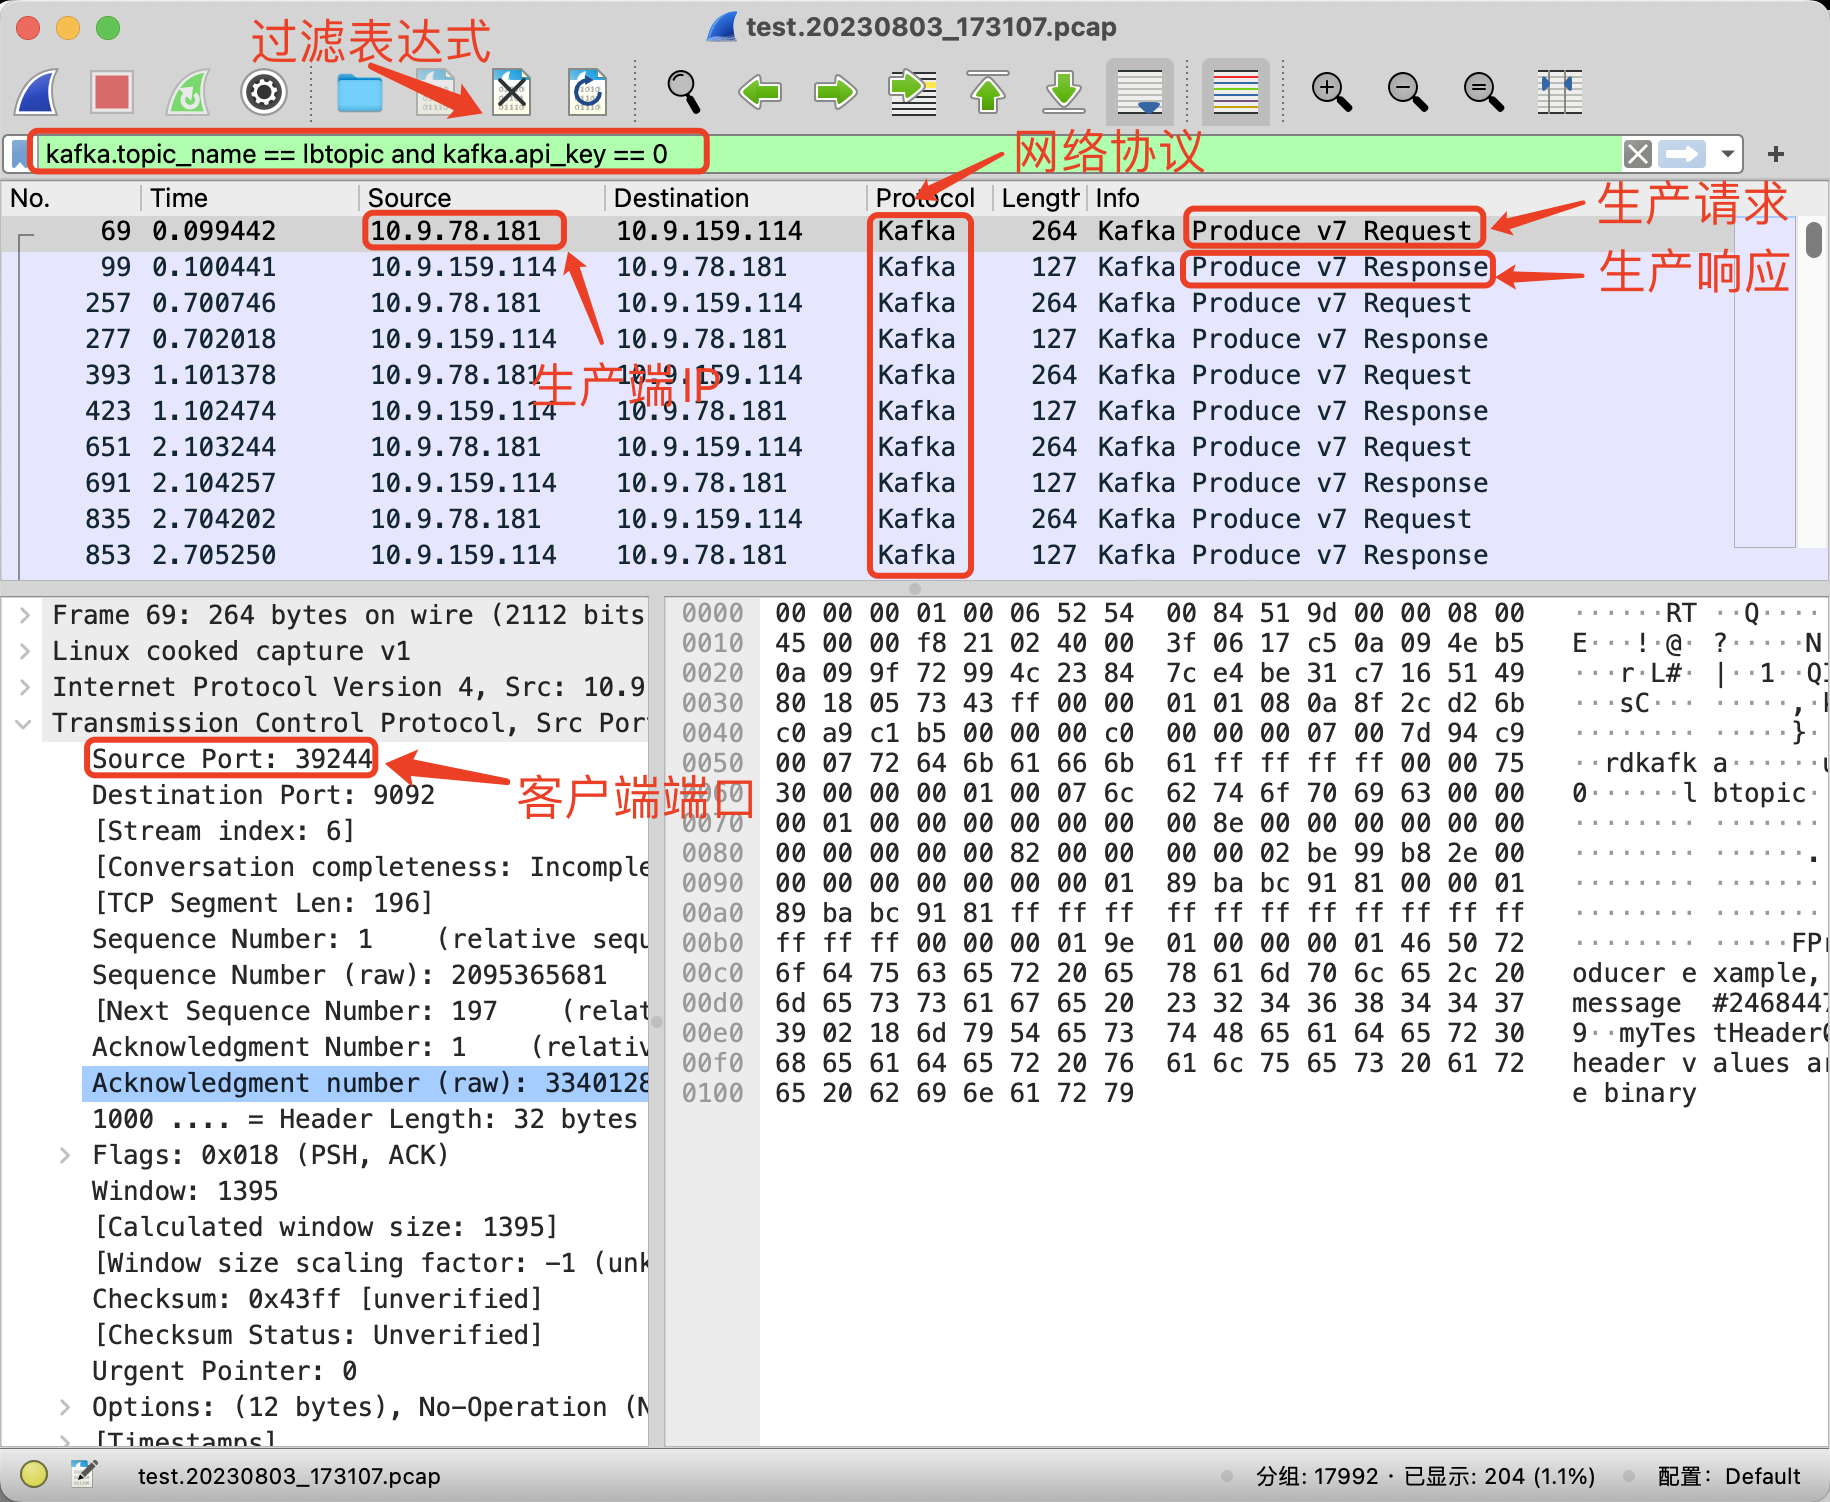 test.20230803_173107.pcap
过滤表达式
kafka.topic_name == lbtopic and kafka.api_key == 0
网络协议
No. Time Source Destination Protocol Length Info
生产请求
69 0.099442 10.9.78.181 10.9.159.114 Kafka 264 Kafka Produce v7 Request
99 0.100441 10.9.159.114 10.9.78.181 Kafka 127 Kafka Produce v7 Response
生产响应
257 0.700746 10.9.78.181 10.9.159.114 Kafka 264 Kafka Produce v7 Request
277 0.702018 10.9.159.114 10.9.78.181 Kafka 127 Kafka Produce v7 Response
393 1.101378 10.9.78.181 10.9.159.114 Kafka 264 Kafka Produce v7 Request
生产端IP
423 1.102474 10.9.159.114 10.9.78.181 Kafka 127 Kafka Produce v7 Response
651 2.103244 10.9.78.181 10.9.159.114 Kafka 264 Kafka Produce v7 Request
691 2.104257 10.9.159.114 10.9.78.181 Kafka 127 Kafka Produce v7 Response
835 2.704202 10.9.78.181 10.9.159.114 Kafka 264 Kafka Produce v7 Request
853 2.705250 10.9.159.114 10.9.78.181 Kafka 127 Kafka Produce v7 Response
Frame 69: 264 bytes on wire (2112 bits
Linux cooked capture v1
Internet Protocol Version 4, Src: 10.9
Transmission Control Protocol, Src Por
Source Port: 39244
客户端端口
Destination Port: 9092
[Stream index: 6]
[Conversation completeness: Incomple
[TCP Segment Len: 196]
Sequence Number: 1 (relative sequ
Sequence Number (raw): 2095365681
[Next Sequence Number: 197 (relat
Acknowledgment Number: 1 (relativ
Acknowledgment number (raw): 3340128
1000 .... = Header Length: 32 bytes
Flags: 0x018 (PSH, ACK)
Window: 1395
[Calculated window size: 1395]
[Window size scaling factor: -1 (unk
Checksum: 0x43ff [unverified]
[Checksum Status: Unverified]
Urgent Pointer: 0
Options: (12 bytes), No-Operation (N
[Timestamps]
0000 00 00 00 01 00 06 52 54 00 84 51 9d 00 00 08 00 ······RT ··Q····
0010 45 00 00 f8 21 02 40 00 3f 06 17 c5 0a 09 4e b5 E···!·@· ?·····N
0020 0a 09 9f 72 99 4c 23 84 7c e4 be 31 c7 16 51 49 ···r·L#· |··1··QI
0030 80 18 05 73 43 ff 00 00 01 01 08 0a 8f 2c d2 6b ···sC··· ·····,·k
0040 c0 a9 c1 b5 00 00 00 c0 00 00 00 07 00 7d 94 c9 ········ ·····}·
0050 00 07 72 64 6b 61 66 6b 61 ff ff ff ff 00 00 75 ··rdkafk a······u
0060 30 00 00 00 01 00 07 6c 62 74 6f 70 69 63 00 00 0······l btopic·
0070 00 01 00 00 00 00 00 00 00 8e 00 00 00 00 00 00 ········ ·······
0080 00 00 00 00 00 82 00 00 00 00 02 be 99 b8 2e 00 ········ ······.
0090 00 00 00 00 00 00 00 01 89 ba bc 91 81 00 00 01 ········ ·······
00a0 89 ba bc 91 81 ff ff ff ff ff ff ff ff ff ff ff ········ ·······
00b0 ff ff ff 00 00 00 01 9e 01 00 00 00 01 46 50 72 ········ ·····FPr
00c0 6f 64 75 63 65 72 20 65 78 61 6d 70 6c 65 2c 20 oducer e xample,
00d0 6d 65 73 73 61 67 65 20 23 32 34 36 38 34 34 37 message #2468447
00e0 39 02 18 6d 79 54 65 73 74 48 65 61 64 65 72 30 9··myTes tHeader0
00f0 68 65 61 64 65 72 20 76 61 6c 75 65 73 20 61 72 header v alues ar
0100 65 20 62 69 6e 61 72 79 e binary
test.20230803_173107.pcap 分组: 17992 · 已显示: 204 (1.1%) 配置: Default